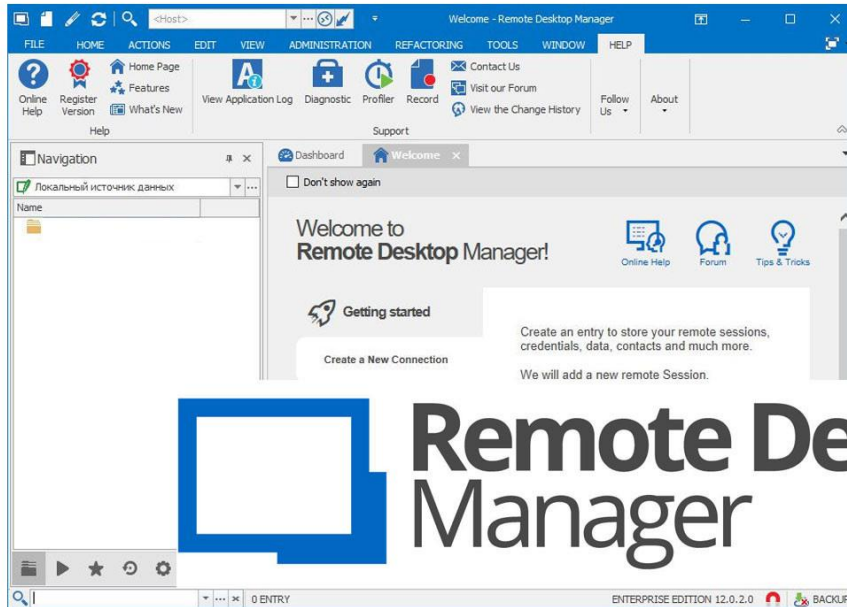 <Host>
Welcome - Remote Desktop Manager
FILE HOME ACTIONS EDIT VIEW ADMINISTRATION REFACTORING TOOLS WINDOW HELP
Online Help
Register Version
Home Page
Features
What's New
Help
View Application Log
Diagnostic
Profiler
Record
Contact Us
Visit our Forum
View the Change History
Support
Follow Us
About
Navigation
Dashboard
Welcome
Локальный источник данных
Don't show again
Name
Welcome to
Remote Desktop Manager!
Online Help
Forum
Tips & Tricks
Getting started
Create a New Connection
Create an entry to store your remote sessions,
credentials, data, contacts and much more.
We will add a new remote Session.
Remote De
Manager
0 ENTRY
ENTERPRISE EDITION 12.0.2.0
BACKUP